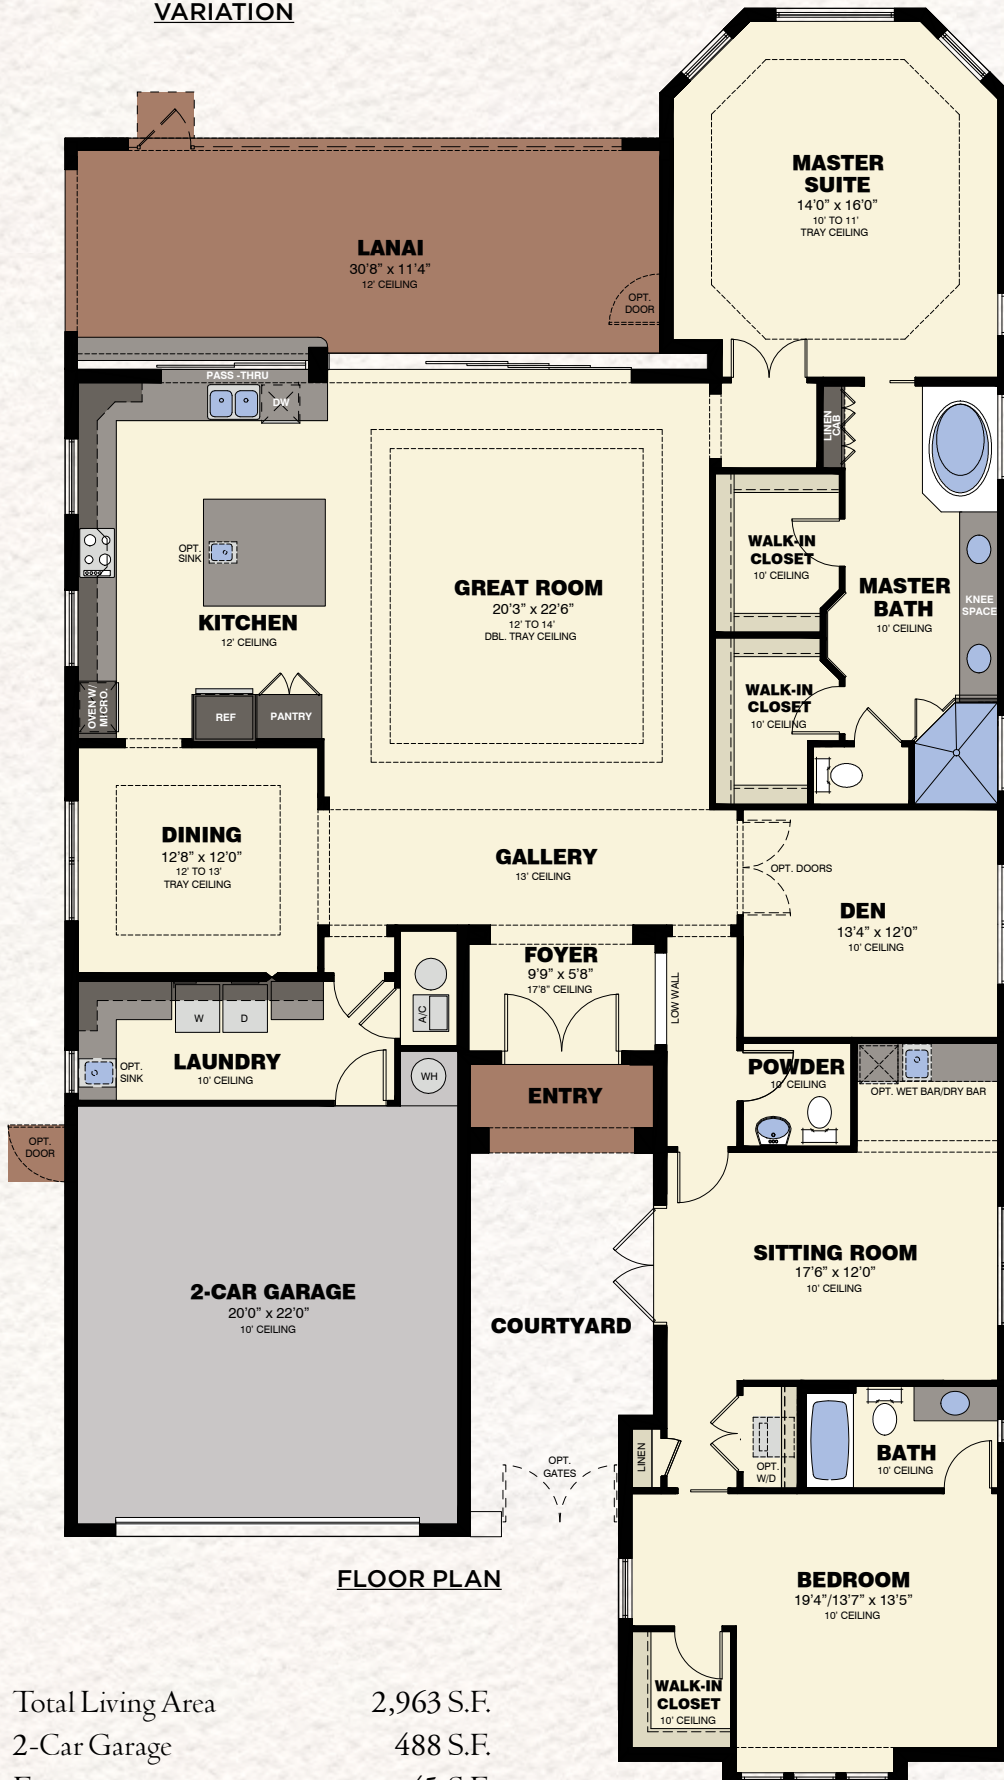 VARIATION
MASTER
SUITE
14'0" x 16'0"
10' TO 11'
TRAY CEILING
LANAI
30'8" x 11'4"
12' CEILING
OPT.
DOOR
PASS -THRU
DW
LINEN
CAB
OPT.
SINK
KITCHEN
12' CEILING
GREAT ROOM
20'3" x 22'6"
12' TO 14'
DBL. TRAY CEILING
WALK-IN
CLOSET
10' CEILING
MASTER
BATH
10' CEILING
KNEE
SPACE
WALK-IN
CLOSET
10' CEILING
OVEN W/
MICRO.
REF
PANTRY
DINING
12'8" x 12'0"
12' TO 13'
TRAY CEILING
GALLERY
13' CEILING
OPT. DOORS
DEN
13'4" x 12'0"
10' CEILING
FOYER
9'9" x 5'8"
17'8" CEILING
LOW WALL
A/C
W
D
LAUNDRY
10' CEILING
OPT.
SINK
WH
ENTRY
POWDER
10' CEILING
OPT. WET BAR/DRY BAR
OPT.
DOOR
2-CAR GARAGE
20'0" x 22'0"
10' CEILING
COURTYARD
SITTING ROOM
17'6" x 12'0"
10' CEILING
LINEN
OPT.
W/D
BATH
10' CEILING
OPT.
GATES
FLOOR PLAN
BEDROOM
19'4"/13'7" x 13'5"
10' CEILING
WALK-IN
CLOSET
10' CEILING
Total Living Area 2,963 S.F.
2-Car Garage 488 S.F.